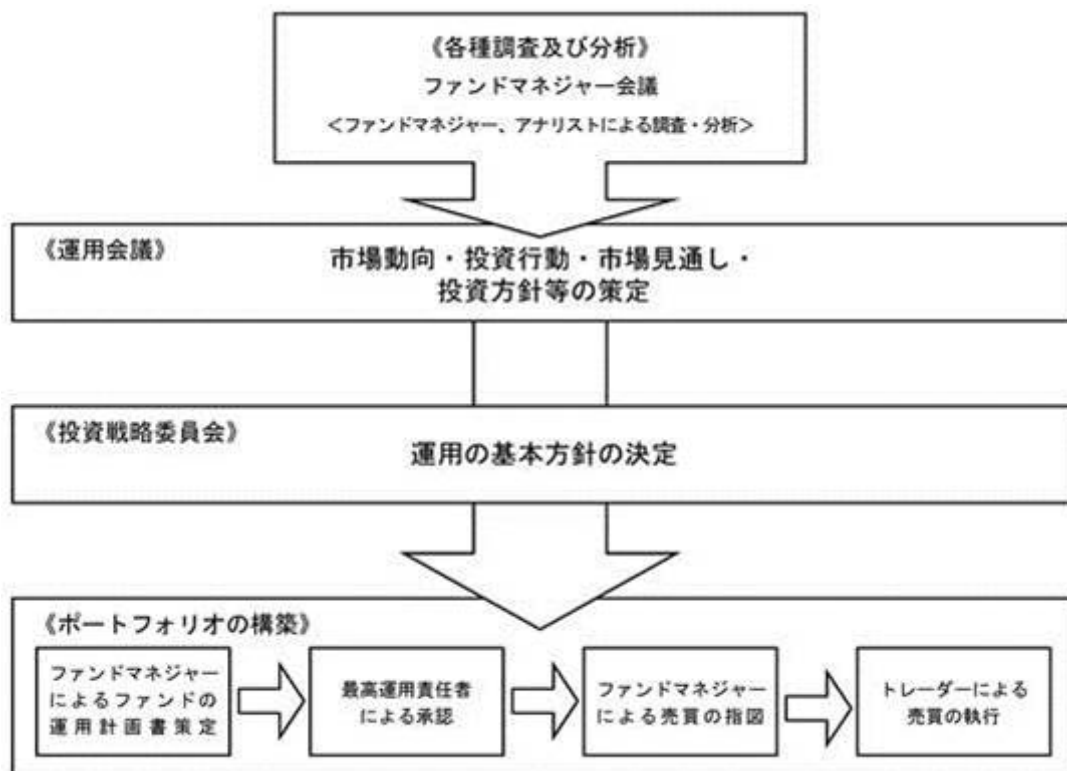 《各種調査及び分析》
ファンドマネジャー会議
＜ファンドマネジャー、アナリストによる調査・分析＞
《運用会議》
市場動向・投資行動・市場見通し・
投資方針等の策定
《投資戦略委員会》
運用の基本方針の決定
《ポートフォリオの構築》
ファンドマネジャー
によるファンドの
運用計画書策定
最高運用責任者
による承認
ファンドマネジャー
による売買の指図
トレーダーによる
売買の執行